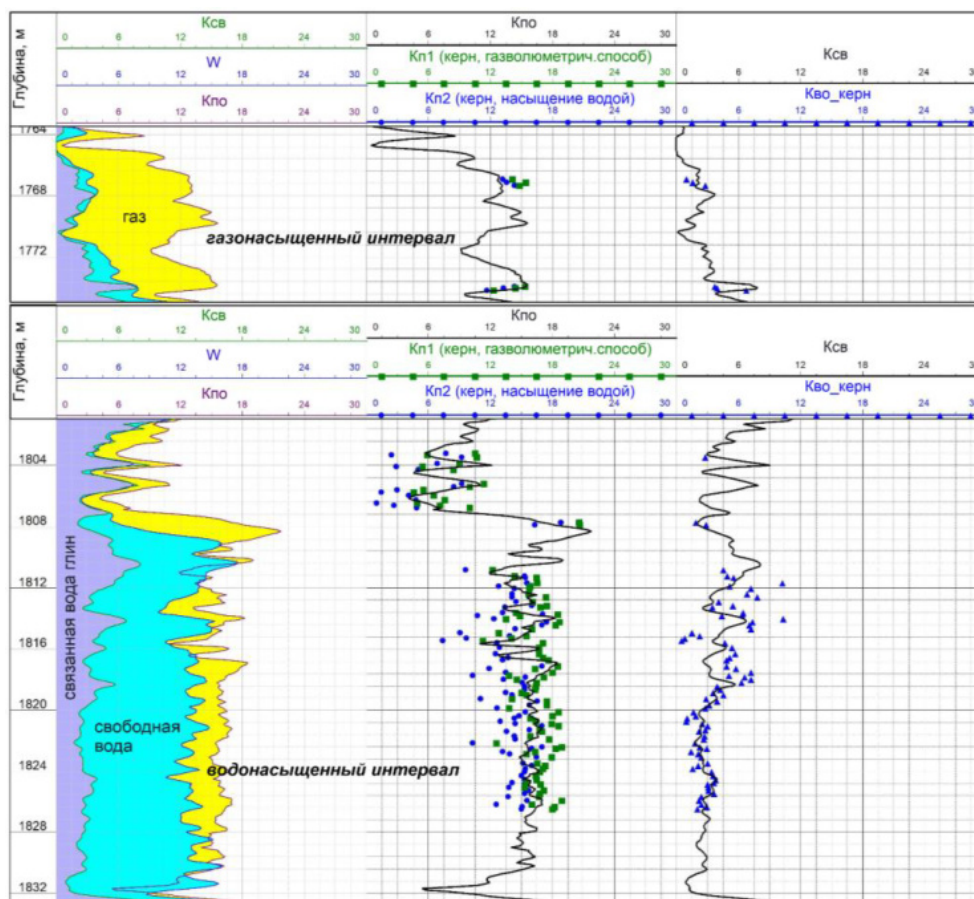 Глубина, м
Ксв
0 6 12 18 24 30
W
0 6 12 18 24 30
Кпо
0 6 12 18 24 30
Кпо
0 6 12 18 24 30
Кп1 (керн, газволюметрич.способ)
0 6 12 18 24 30
Кп2 (керн, насыщение водой)
0 6 12 18 24 30
Ксв
0 6 12 18 24 30
Кво_керн
0 6 12 18 24 30
1764
1768
1772
газ
газонасыщенный интервал
Глубина, м
Ксв
0 6 12 18 24 30
W
0 6 12 18 24 30
Кпо
0 6 12 18 24 30
Кпо
0 6 12 18 24 30
Кп1 (керн, газволюметрич.способ)
0 6 12 18 24 30
Кп2 (керн, насыщение водой)
0 6 12 18 24 30
Ксв
0 6 12 18 24 30
Кво_керн
0 6 12 18 24 30
1804
1808
1812
1816
1820
1824
1828
1832
связанная вода глин
свободная
вода
водонасыщенный интервал